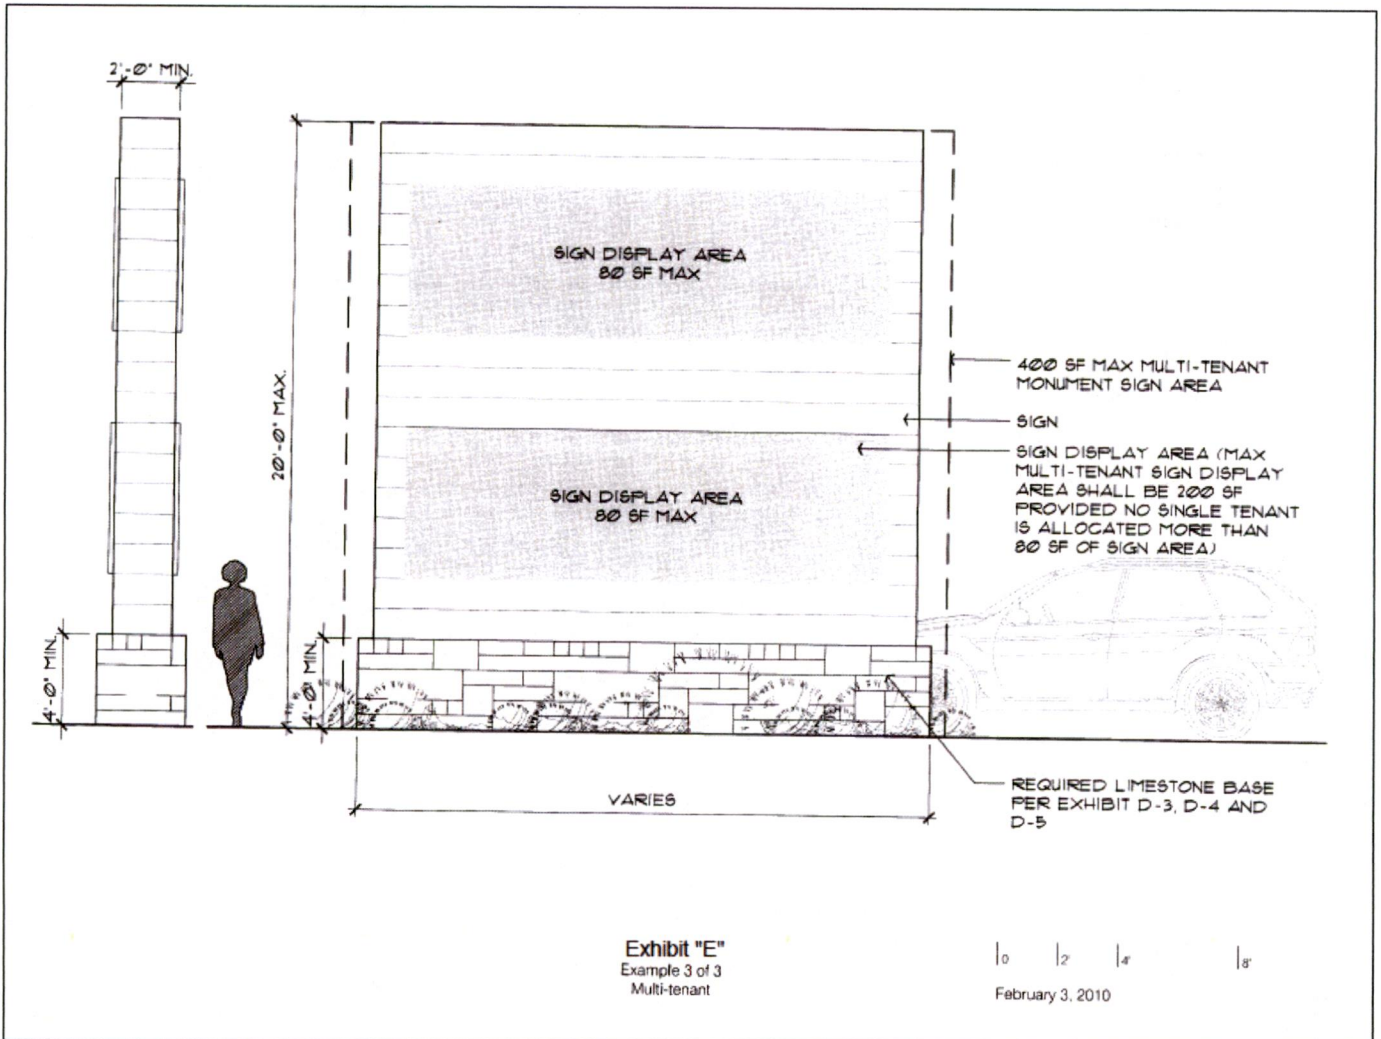 2'-0" MIN.
20'-0" MAX.
4'-0" MIN.
4'-0" MIN.
SIGN DISPLAY AREA
80 SF MAX
SIGN DISPLAY AREA
80 SF MAX
400 SF MAX MULTI-TENANT
MONUMENT SIGN AREA
SIGN
SIGN DISPLAY AREA (MAX
MULTI-TENANT SIGN DISPLAY
AREA SHALL BE 200 SF
PROVIDED NO SINGLE TENANT
IS ALLOCATED MORE THAN
80 SF OF SIGN AREA)
REQUIRED LIMESTONE BASE
PER EXHIBIT D-3, D-4 AND
D-5
VARIES
Exhibit "E"
Example 3 of 3
Multi-tenant
0 2' 4' 8'
February 3, 2010